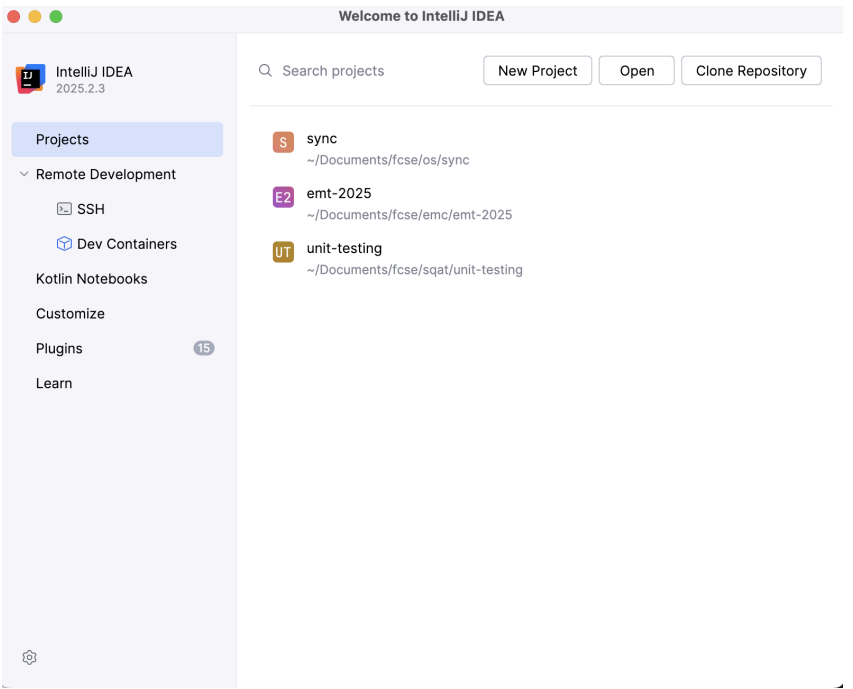 Welcome to IntelliJ IDEA
IJ
IntelliJ IDEA
2025.2.3
Projects
Remote Development
SSH
Dev Containers
Kotlin Notebooks
Customize
Plugins
15
Learn
Search projects
New Project
Open
Clone Repository
S
sync
~/Documents/fcse/os/sync
E2
emt-2025
~/Documents/fcse/emc/emt-2025
UT
unit-testing
~/Documents/fcse/sqat/unit-testing